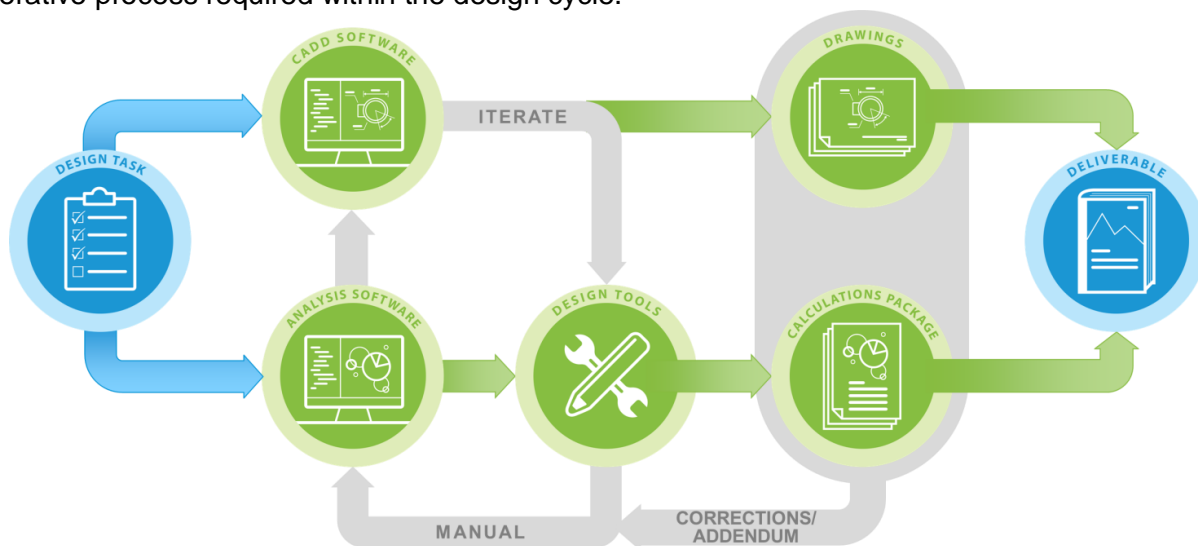 erative process required within the design cycle.
CADD SOFTWARE
DRAWINGS
ITERATE
DESIGN TASK
DELIVERABLE
ANALYSIS SOFTWARE
DESIGN TOOLS
CALCULATIONS PACKAGE
MANUAL
CORRECTIONS/
ADDENDUM